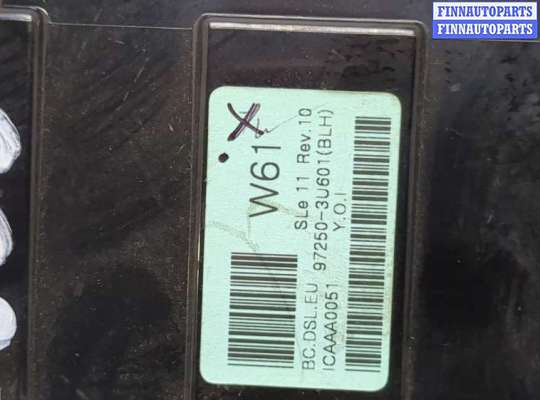 FINNAUTOPARTS
FINNAUTOPARTS
W61
BC.DSL.EU SLe 11 Rev.10
97250-3U601(BLH)
ICAAA0051 Y.O.I